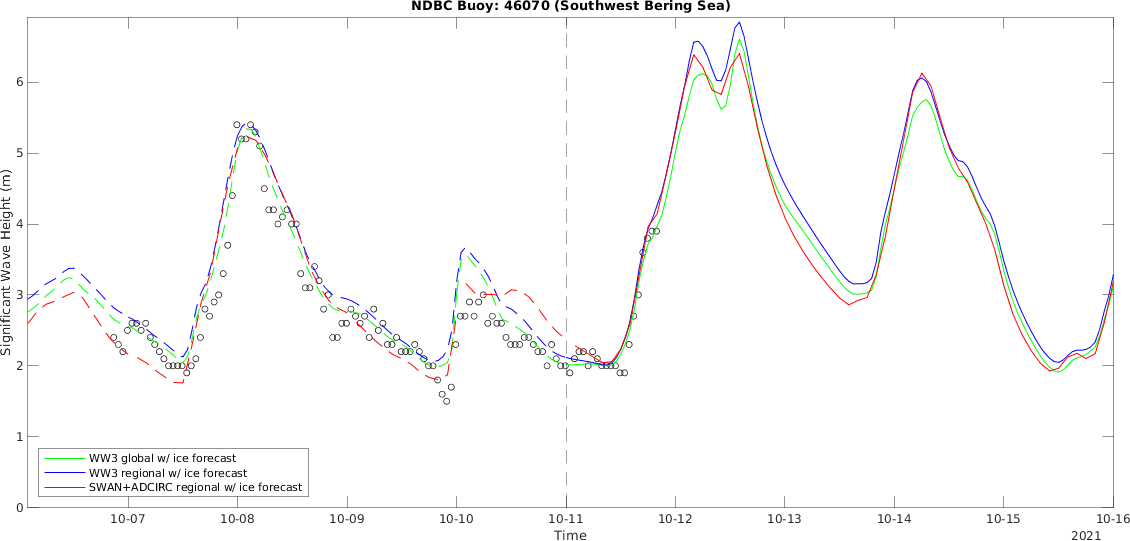 NDBC Buoy: 46070 (Southwest Bering Sea)
Significant Wave Height (m)
6
5
4
3
2
1
0
WW3 global w/ ice forecast
WW3 regional w/ ice forecast
SWAN+ADCIRC regional w/ ice forecast
10-07 10-08 10-09 10-10 10-11 10-12 10-13 10-14 10-15 10-16
Time
2021